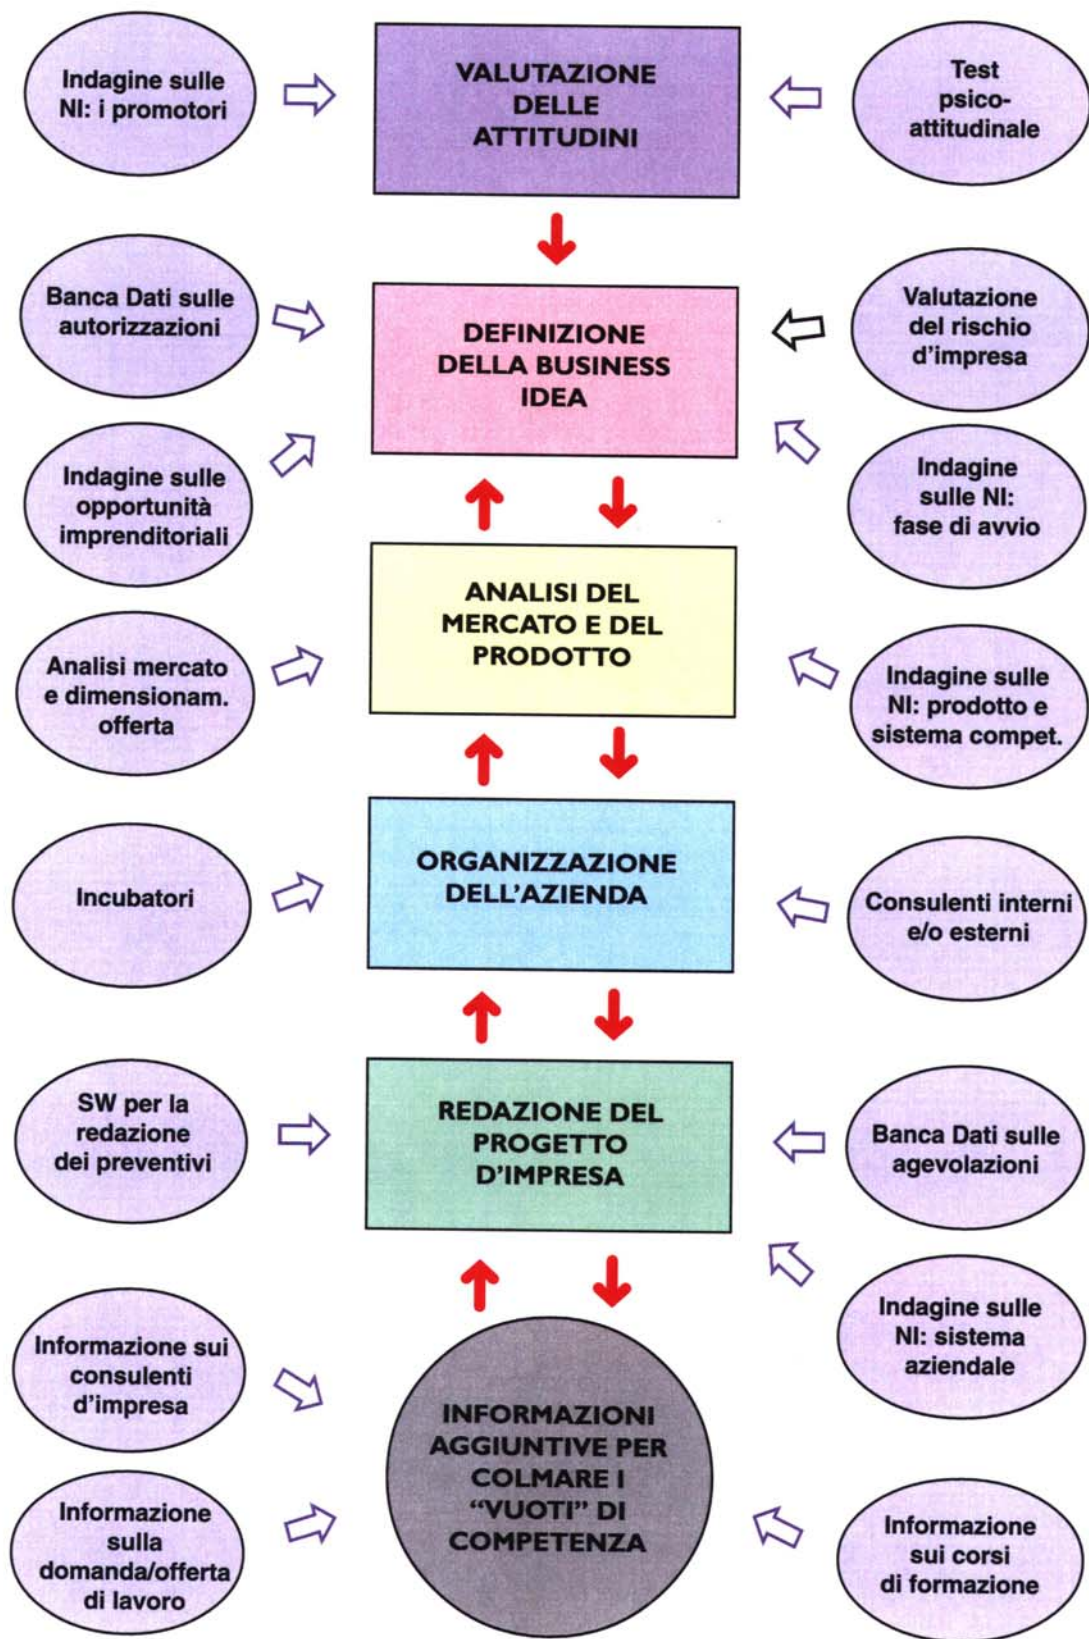 Indagine sulle
NI: i promotori
VALUTAZIONE
DELLE
ATTITUDINI
Test
psico-
attitudinale
Banca Dati sulle
autorizzazioni
DEFINIZIONE
DELLA BUSINESS
IDEA
Valutazione
del rischio
d'impresa
Indagine sulle
opportunità
imprenditoriali
Indagine
sulle NI:
fase di avvio
Analisi mercato
e dimensionam.
offerta
ANALISI DEL
MERCATO E DEL
PRODOTTO
Indagine sulle
NI: prodotto e
sistema compet.
Incubatori
ORGANIZZAZIONE
DELL'AZIENDA
Consulenti interni
e/o esterni
SW per la
redazione
dei preventivi
REDAZIONE DEL
PROGETTO
D'IMPRESA
Banca Dati sulle
agevolazioni
Indagine sulle
NI: sistema
aziendale
Informazione sui
consulenti
d'impresa
INFORMAZIONI
AGGIUNTIVE PER
COLMARE I
“VUOTI” DI
COMPETENZA
Informazione
sulla
domanda/offerta
di lavoro
Informazione
sui corsi
di formazione